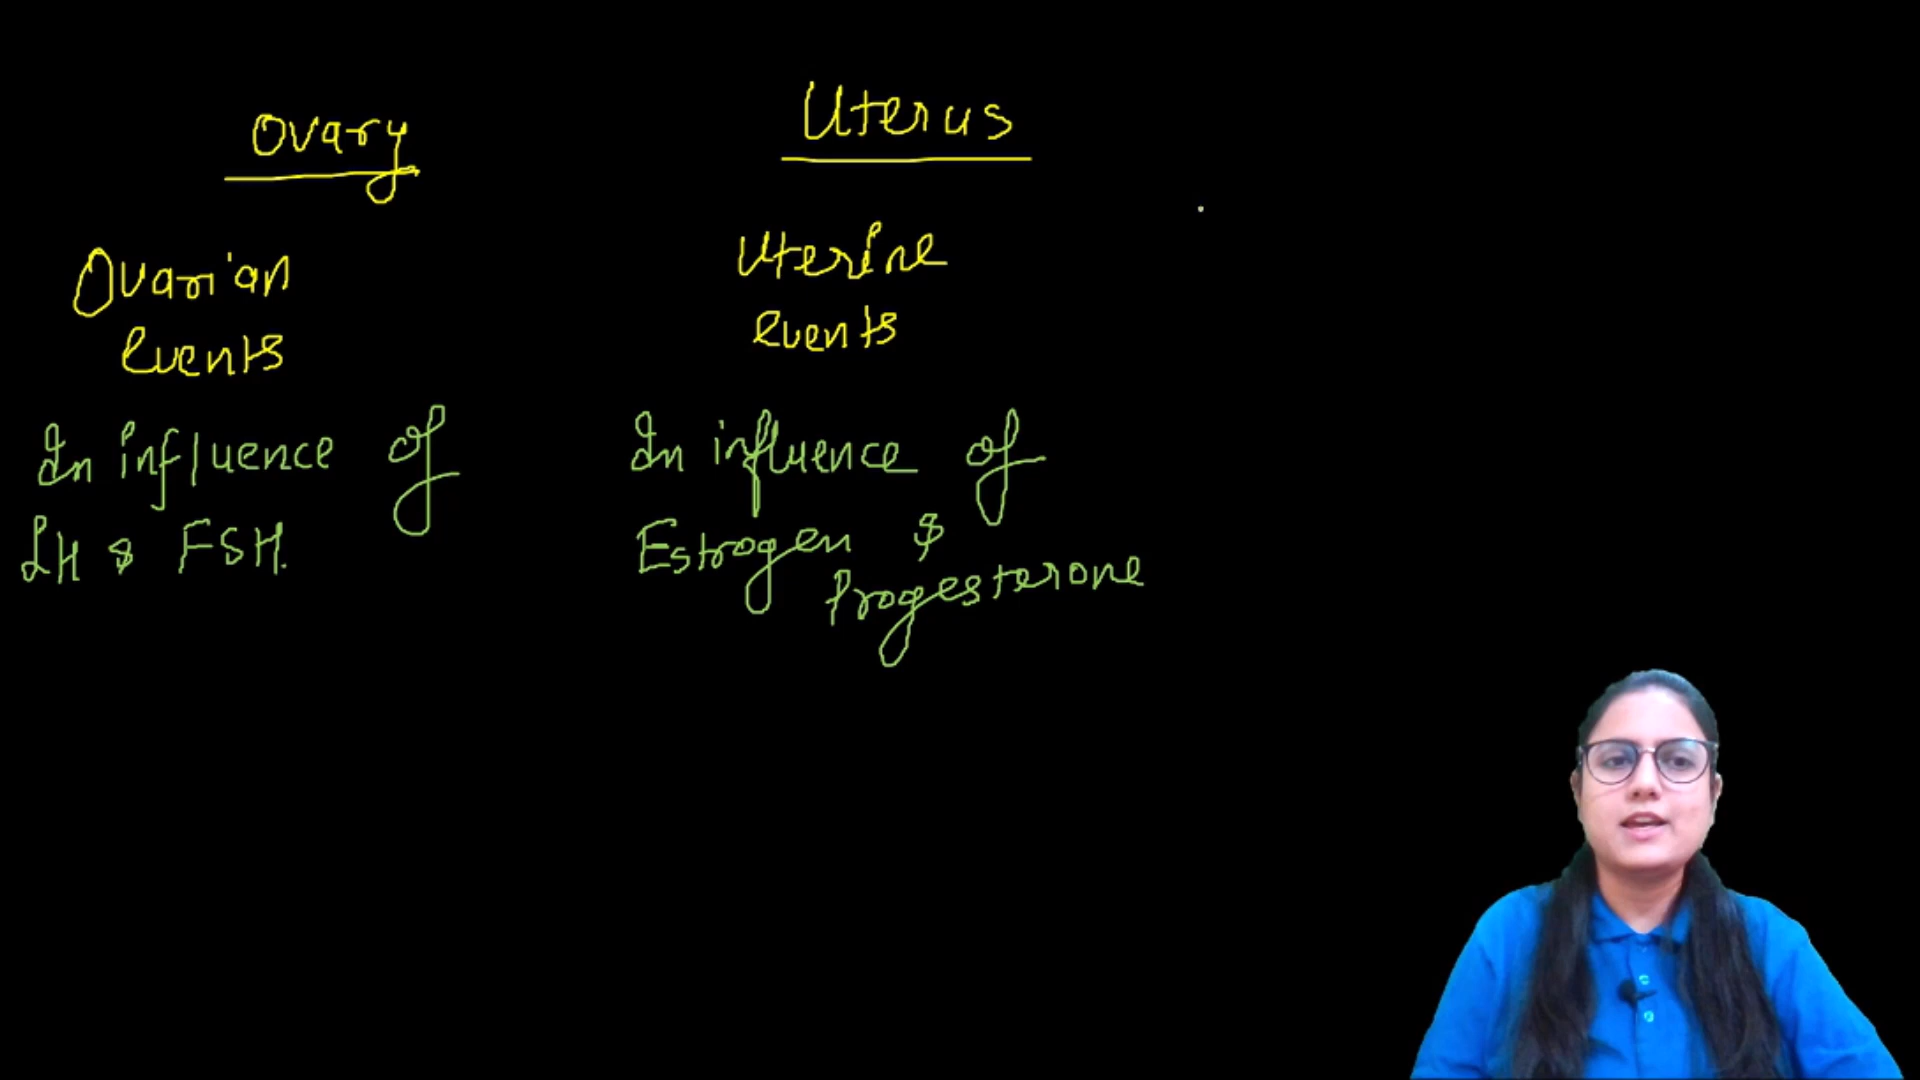 Ovary
Ovarian
events
In influence of
LH & FSH.
Uterus
Uterine
events
In influence of
Estrogen &
Progesterone